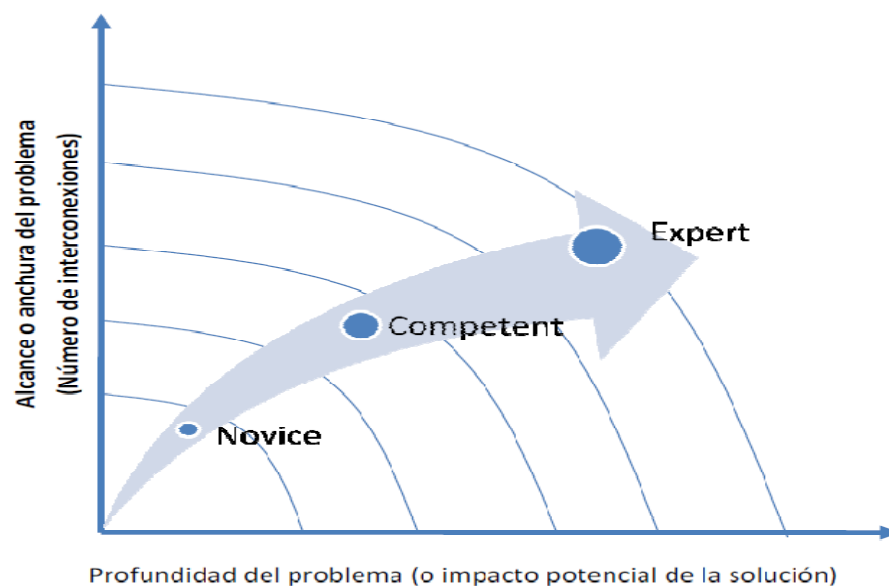 Alcance o anchura del problema
(Número de interconexiones)
Expert
Competent
Novice
Profundidad del problema (o impacto potencial de la solución)